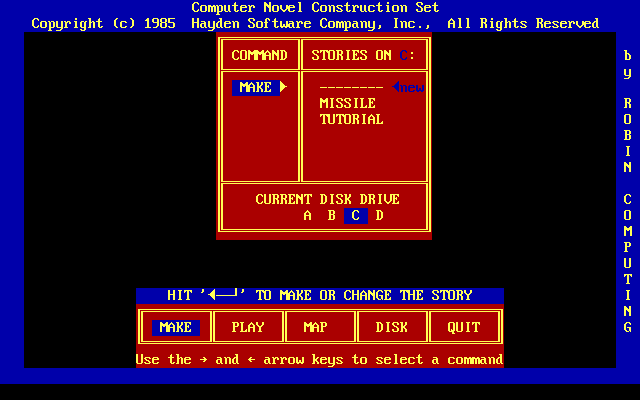 Computer Novel Construction Set
Copyright (c) 1985 Hayden Software Company, Inc., All Rights Reserved
COMMAND
STORIES ON C:
MAKE ►
-------- ◄new
MISSILE
TUTORIAL
CURRENT DISK DRIVE
A B C D
by ROBIN COMPUTING
HIT '◄──┘' TO MAKE OR CHANGE THE STORY
MAKE
PLAY
MAP
DISK
QUIT
Use the → and ← arrow keys to select a command